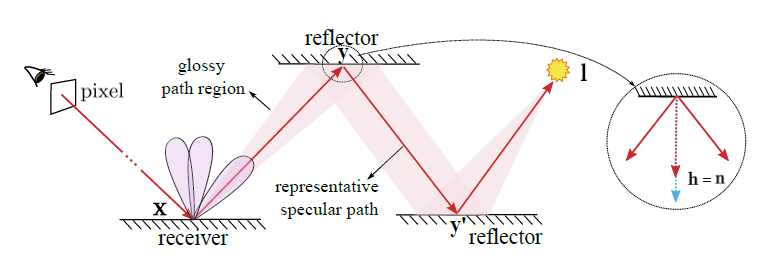 reflector
y
glossy
path region
pixel
l
h = n
representative
specular path
x
receiver
y'
reflector